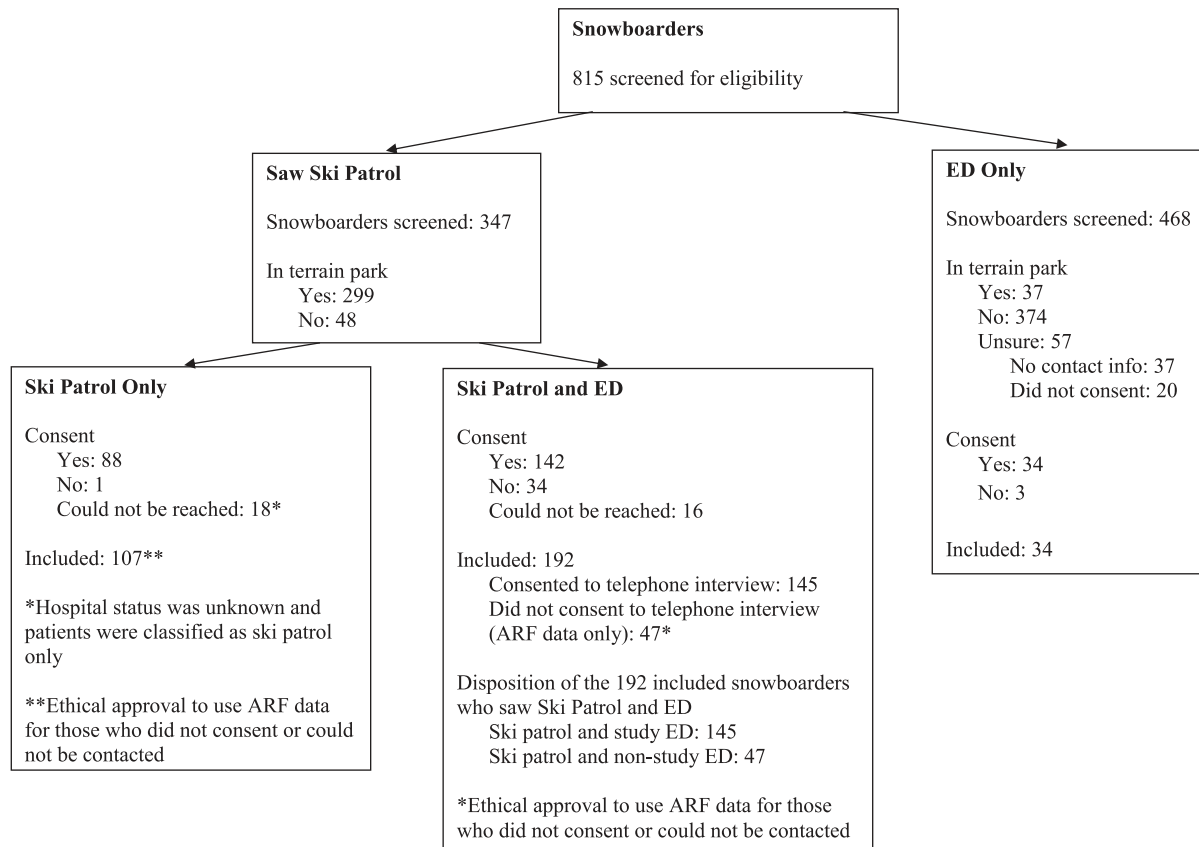 Snowboarders
815 screened for eligibility
Saw Ski Patrol
Snowboarders screened: 347
In terrain park
Yes: 299
No: 48
ED Only
Snowboarders screened: 468
In terrain park
Yes: 37
No: 374
Unsure: 57
No contact info: 37
Did not consent: 20
Consent
Yes: 34
No: 3
Included: 34
Ski Patrol Only
Consent
Yes: 88
No: 1
Could not be reached: 18*
Included: 107**
*Hospital status was unknown and
patients were classified as ski patrol
only
**Ethical approval to use ARF data
for those who did not consent or could
not be contacted
Ski Patrol and ED
Consent
Yes: 142
No: 34
Could not be reached: 16
Included: 192
Consented to telephone interview: 145
Did not consent to telephone interview
(ARF data only): 47*
Disposition of the 192 included snowboarders
who saw Ski Patrol and ED
Ski patrol and study ED: 145
Ski patrol and non-study ED: 47
*Ethical approval to use ARF data for those
who did not consent or could not be contacted